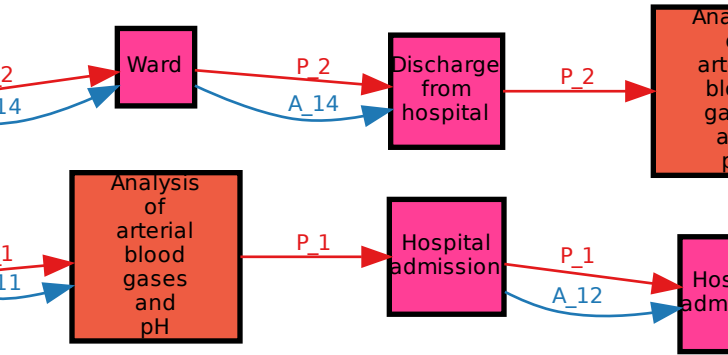 2
14
Ward
P_2
A_14
Discharge
from
hospital
P_2
1
11
Analysis
of
arterial
blood
gases
and
pH
P_1
Hospital
admission
P_1
A_12